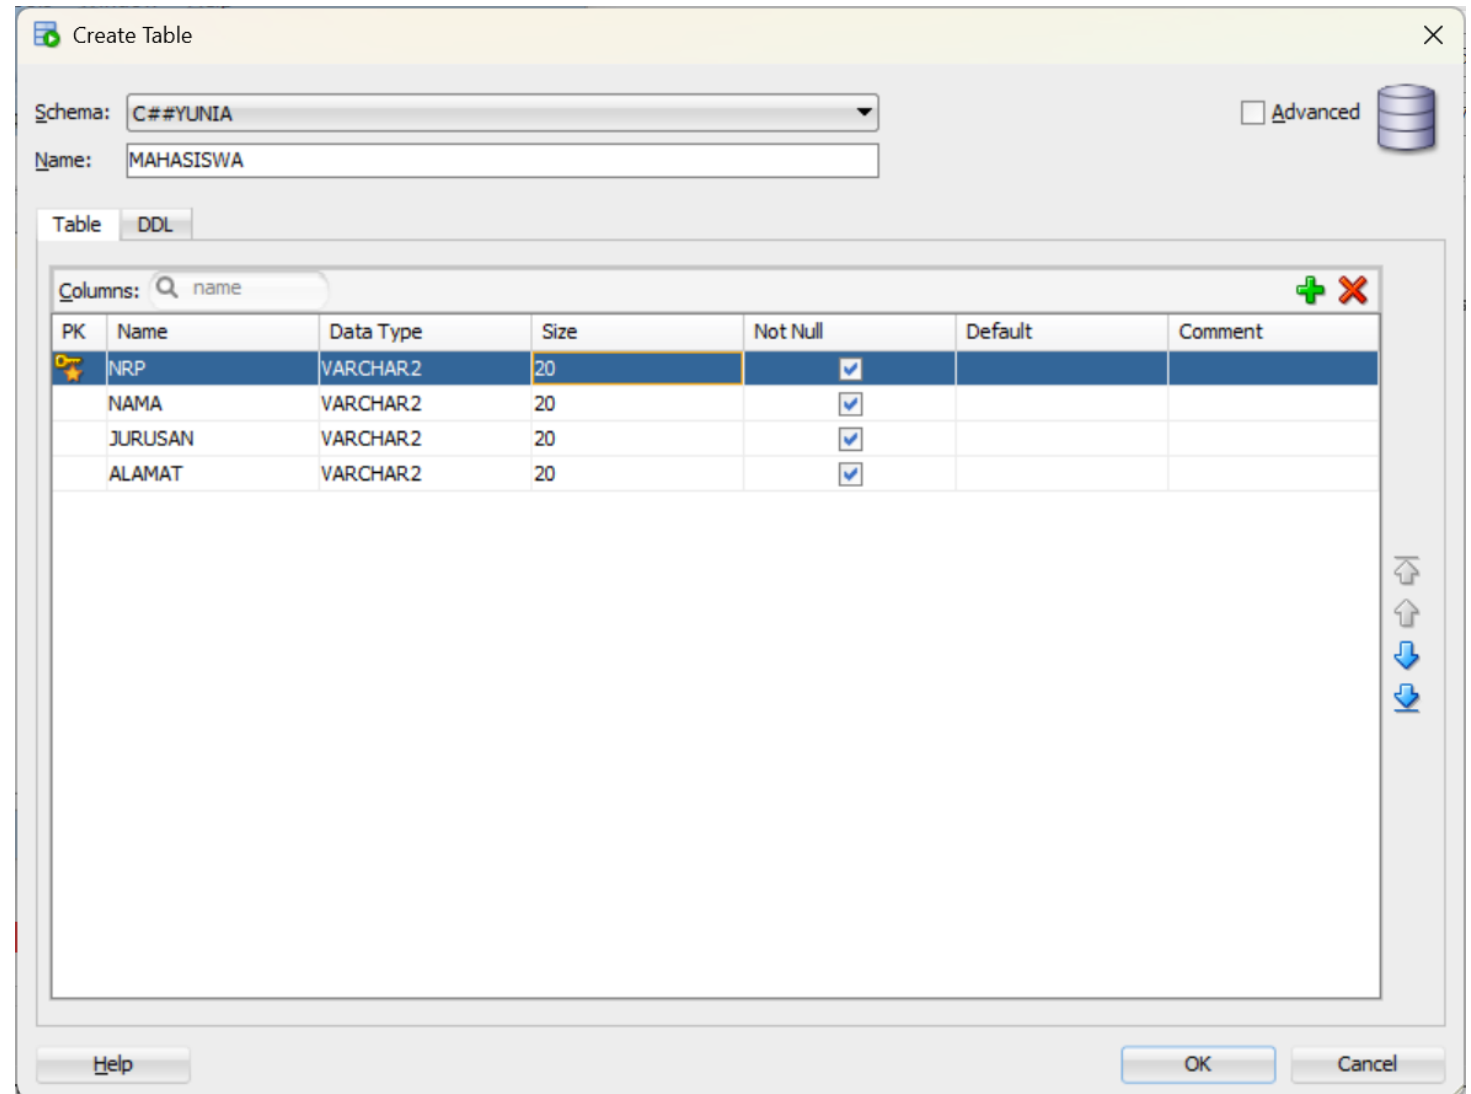 Create Table
Schema: C##YUNIA
Advanced
Name: MAHASISWA
Table DDL
Columns: name
PK Name Data Type Size Not Null Default Comment
NRP VARCHAR2 20
NAMA VARCHAR2 20
JURUSAN VARCHAR2 20
ALAMAT VARCHAR2 20
Help OK Cancel